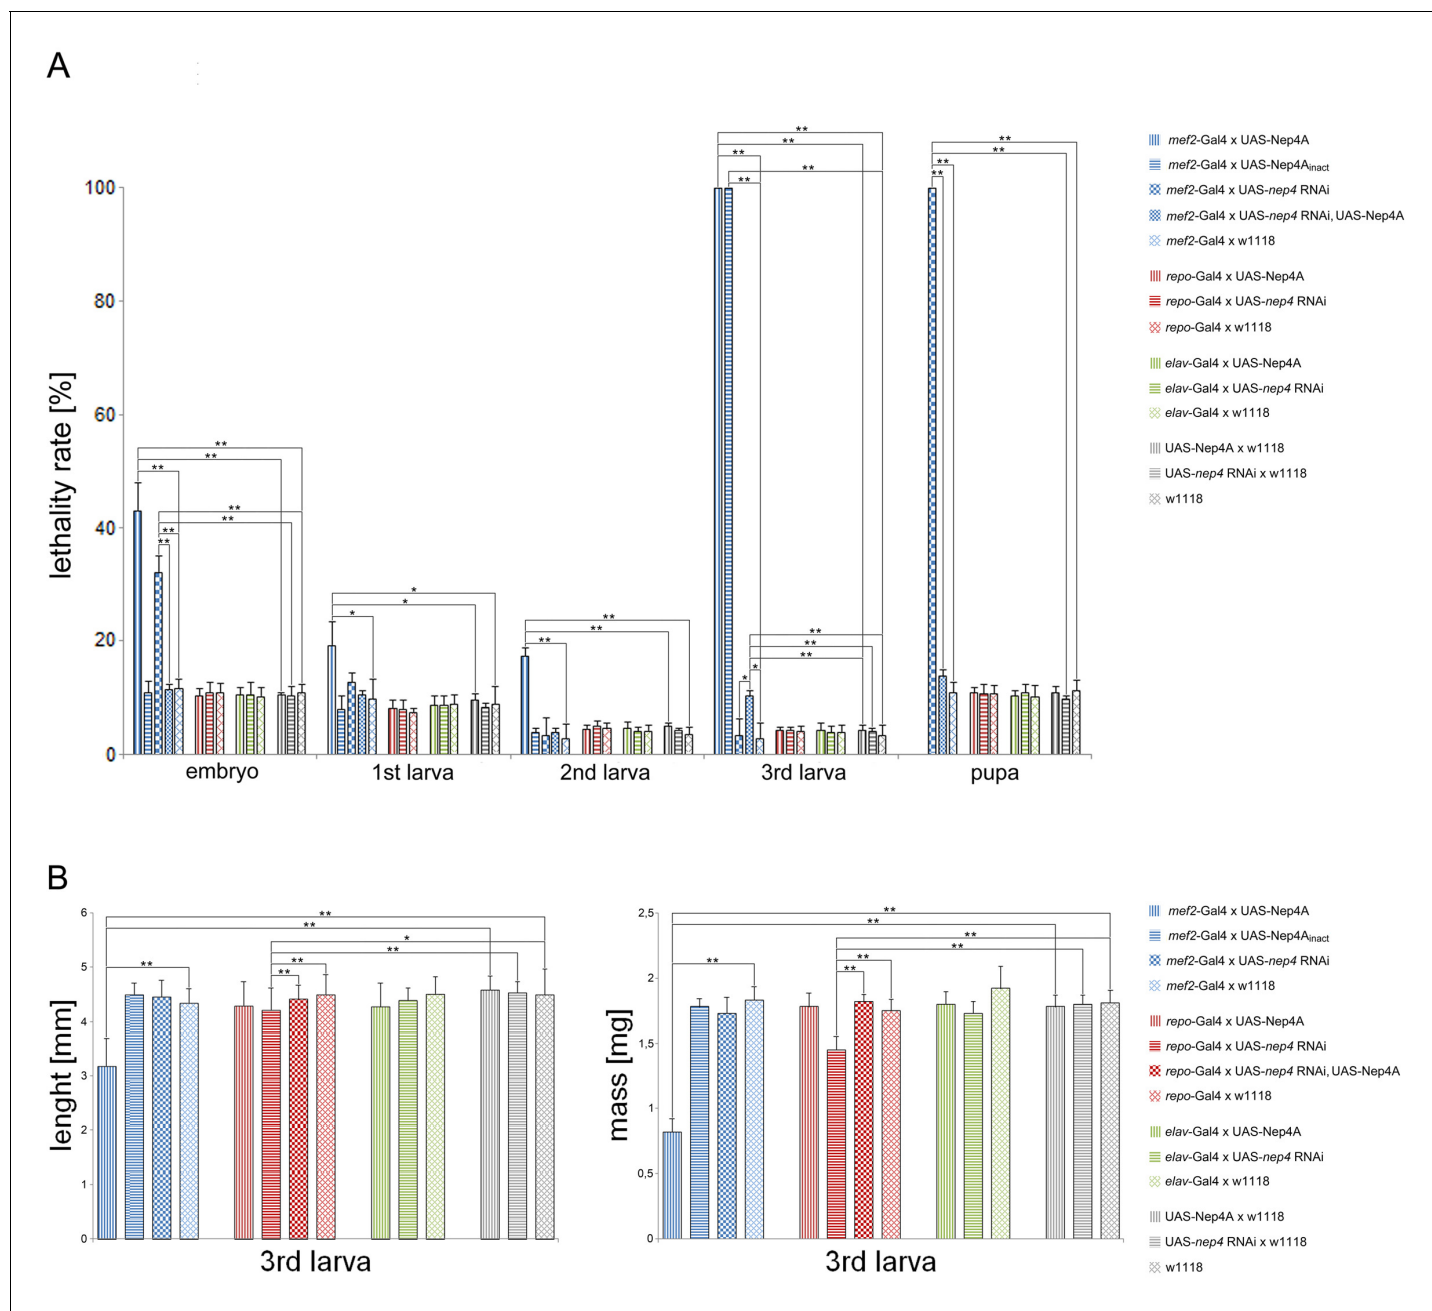 A
lethality rate [%]
100
80
60
40
20
0
** ** ** ** ** ** **
* * *
** ** **
** ** ** ** ** ** ** ** * *
** ** ** **
embryo 1st larva 2nd larva 3rd larva pupa
mef2-Gal4 x UAS-Nep4A
mef2-Gal4 x UAS-Nep4Ainact
mef2-Gal4 x UAS-nep4 RNAi
mef2-Gal4 x UAS-nep4 RNAi, UAS-Nep4A
mef2-Gal4 x w1118
repo-Gal4 x UAS-Nep4A
repo-Gal4 x UAS-nep4 RNAi
repo-Gal4 x w1118
elav-Gal4 x UAS-Nep4A
elav-Gal4 x UAS-nep4 RNAi
elav-Gal4 x w1118
UAS-Nep4A x w1118
UAS-nep4 RNAi x w1118
w1118
B
lenght [mm]
6
5
4
3
2
1
0
** ** * ** ** ** **
3rd larva
mass [mg]
2,5
2
1,5
1
0,5
0
** ** ** ** ** ** **
3rd larva
mef2-Gal4 x UAS-Nep4A
mef2-Gal4 x UAS-Nep4Ainact
mef2-Gal4 x UAS-nep4 RNAi
mef2-Gal4 x w1118
repo-Gal4 x UAS-Nep4A
repo-Gal4 x UAS-nep4 RNAi
repo-Gal4 x UAS-nep4 RNAi, UAS-Nep4A
repo-Gal4 x w1118
elav-Gal4 x UAS-Nep4A
elav-Gal4 x UAS-nep4 RNAi
elav-Gal4 x w1118
UAS-Nep4A x w1118
UAS-nep4 RNAi x w1118
w1118